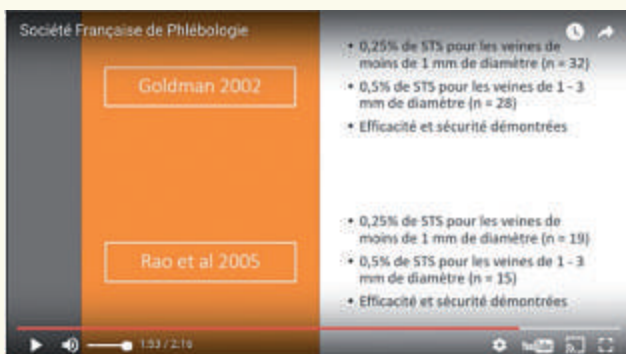 Société Française de Phlébologie
Goldman 2002
• 0,25% de STS pour les veines de
moins de 1 mm de diamètre (n = 32)
• 0,5% de STS pour les veines de 1 - 3
mm de diamètre (n = 28)
• Efficacité et sécurité démontrées
Rao et al 2005
• 0,25% de STS pour les veines de
moins de 1 mm de diamètre (n = 19)
• 0,5% de STS pour les veines de 1 - 3
mm de diamètre (n = 15)
• Efficacité et sécurité démontrées
1:53 / 2:16